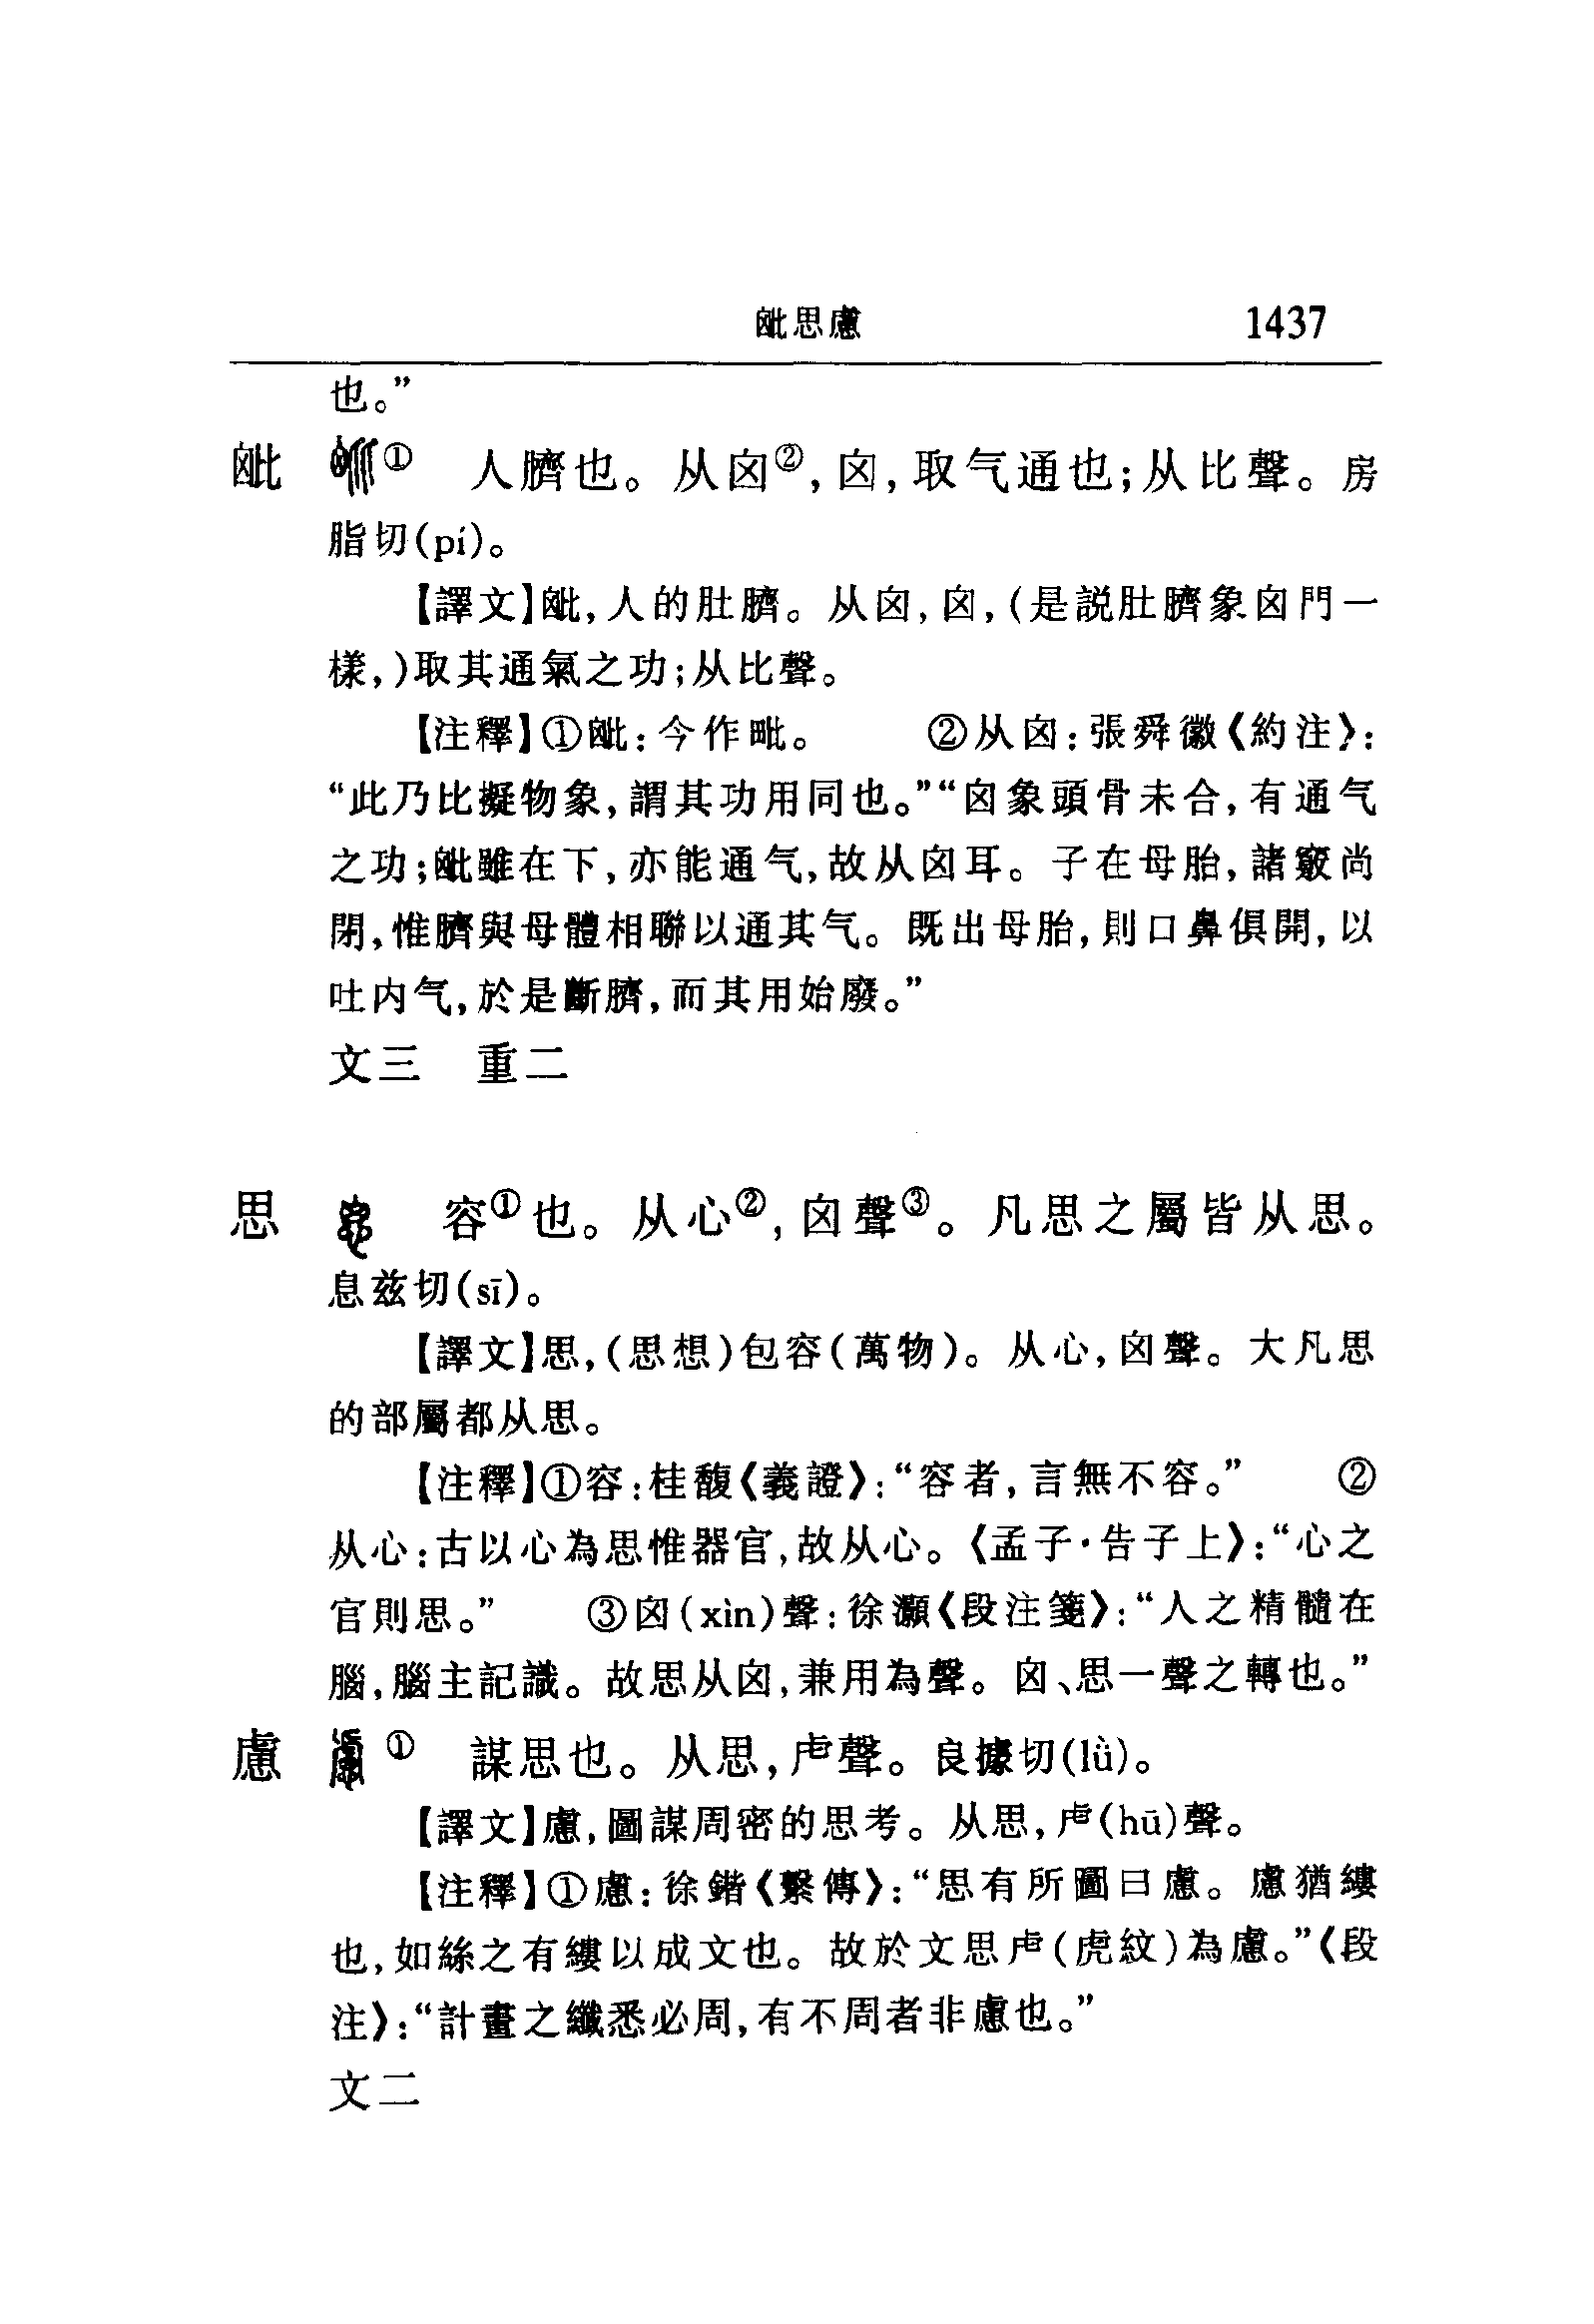 㲋思慮 1437
也。”
① 人臍也。从囟②,囟,取气通也;从比聲。房
脂切(pí)。
【譯文】,人的肚臍。从囟,囟,(是説肚臍象囟門一
樣,)取其通氣之功;从比聲。
【注釋】①:今作毗。 ②从囟:張舜徽《約注》:
“此乃比擬物象,謂其功用同也。”“囟象頭骨未合,有通气
之功;雖在下,亦能通气,故从囟耳。子在母胎,諸竅尚
閉,惟臍與母體相聯以通其气。既出母胎,則口鼻俱開,以
吐内气,於是斷臍,而其用始廢。”
文三 重二
思 容①也。从心②,囟聲③。凡思之屬皆从思。
息兹切(sī)。
【譯文】思,(思想)包容(萬物)。从心,囟聲。大凡思
的部屬都从思。
【注釋】①容:桂馥《義證》:“容者,言無不容。” ②
从心:古以心為思惟器官,故从心。《孟子·告子上》:“心之
官則思。” ③囟(xìn)聲:徐灝《段注箋》:“人之精髓在
腦,腦主記識。故思从囟,兼用為聲。囟、思一聲之轉也。”
慮 ① 謀思也。从思,虍聲。良據切(lǜ)。
【譯文】慮,圖謀周密的思考。从思,虍(hū)聲。
【注釋】①慮:徐鍇《繫傳》:“思有所圖曰慮。慮猶縷
也,如絲之有縷以成文也。故於文思虍(虎紋)為慮。”《段
注》:“計畫之纖悉必周,有不周者非慮也。”
文二